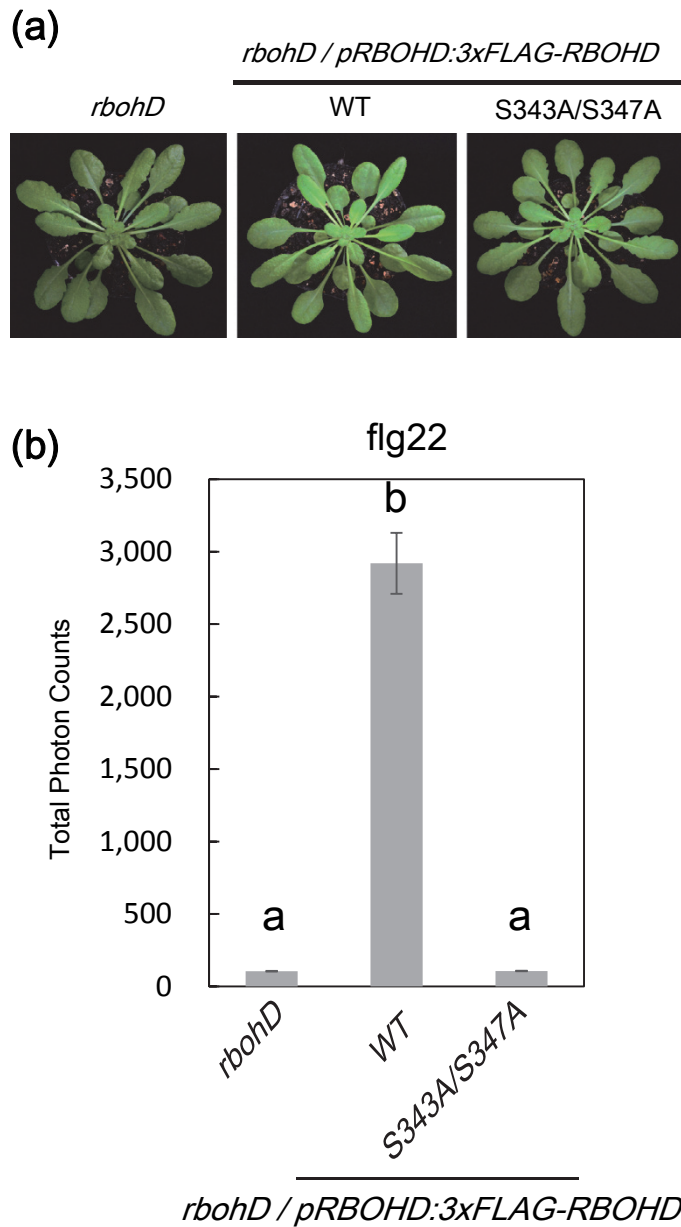 (a)
rbohD / pRBOHD:3xFLAG-RBOHD
rbohD
WT
S343A/S347A
(b)
flg22
3,500
3,000
2,500
2,000
1,500
1,000
500
0
Total Photon Counts
b
a
a
rbohD
WT
S343A/S347A
rbohD / pRBOHD:3xFLAG-RBOHD